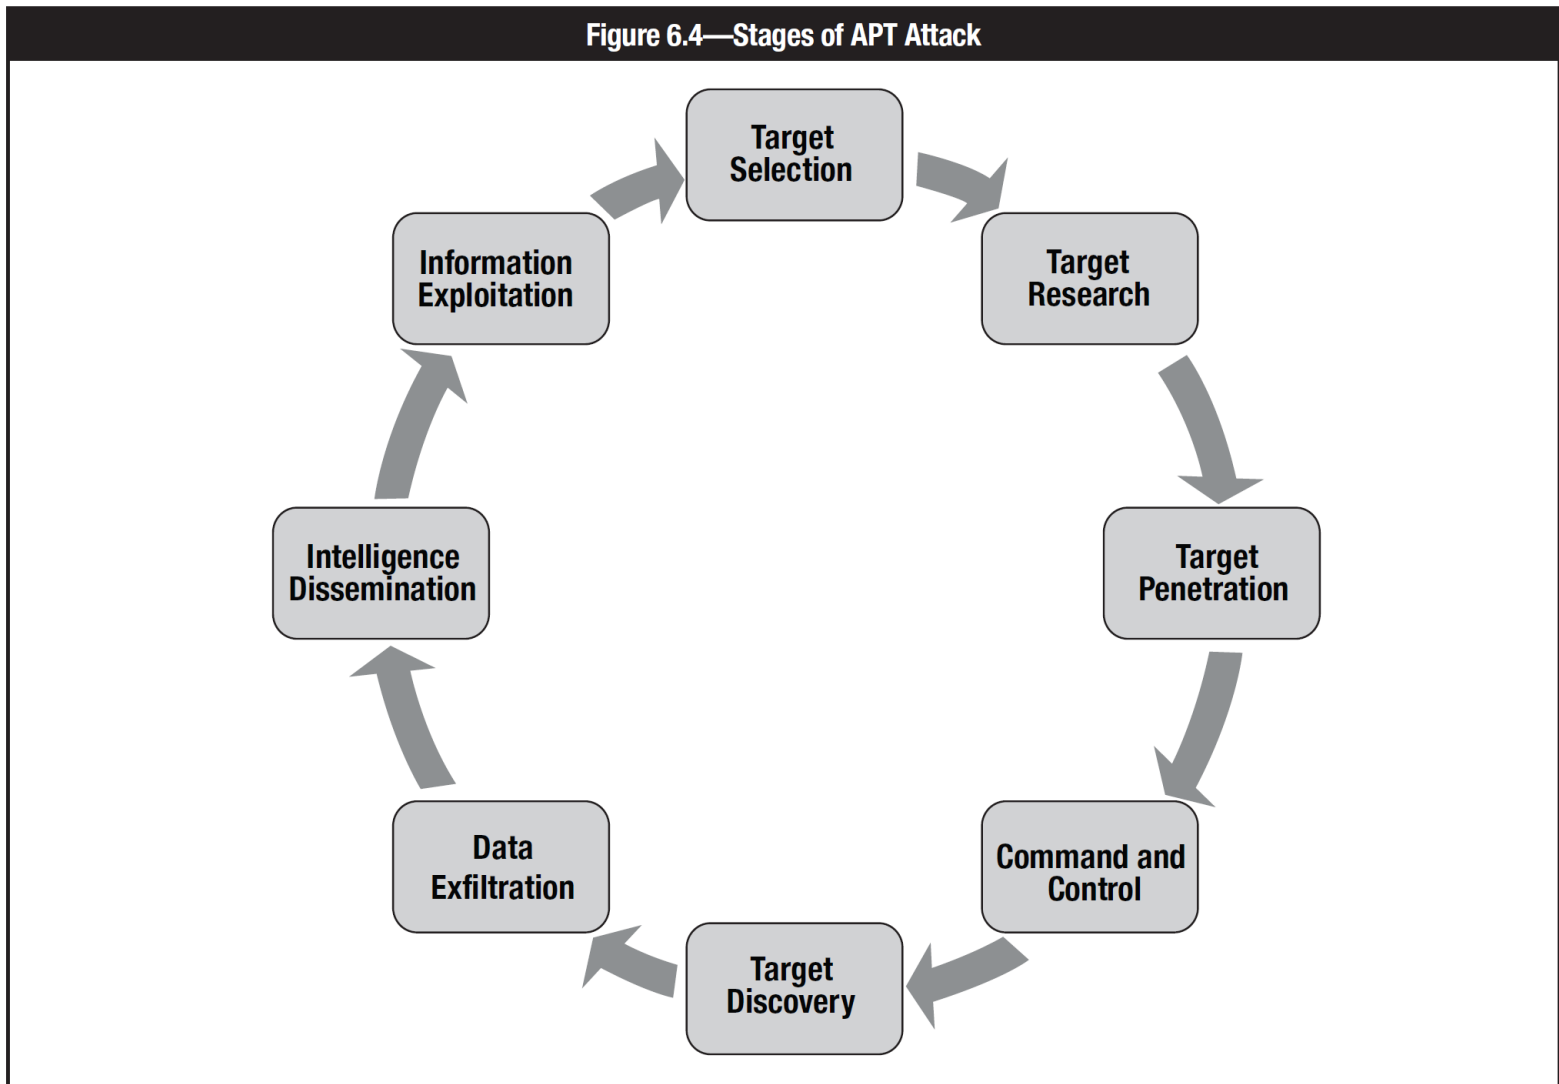 Figure 6.4—Stages of APT Attack
Target
Selection
Target
Research
Target
Penetration
Command and
Control
Target
Discovery
Data
Exfiltration
Intelligence
Dissemination
Information
Exploitation